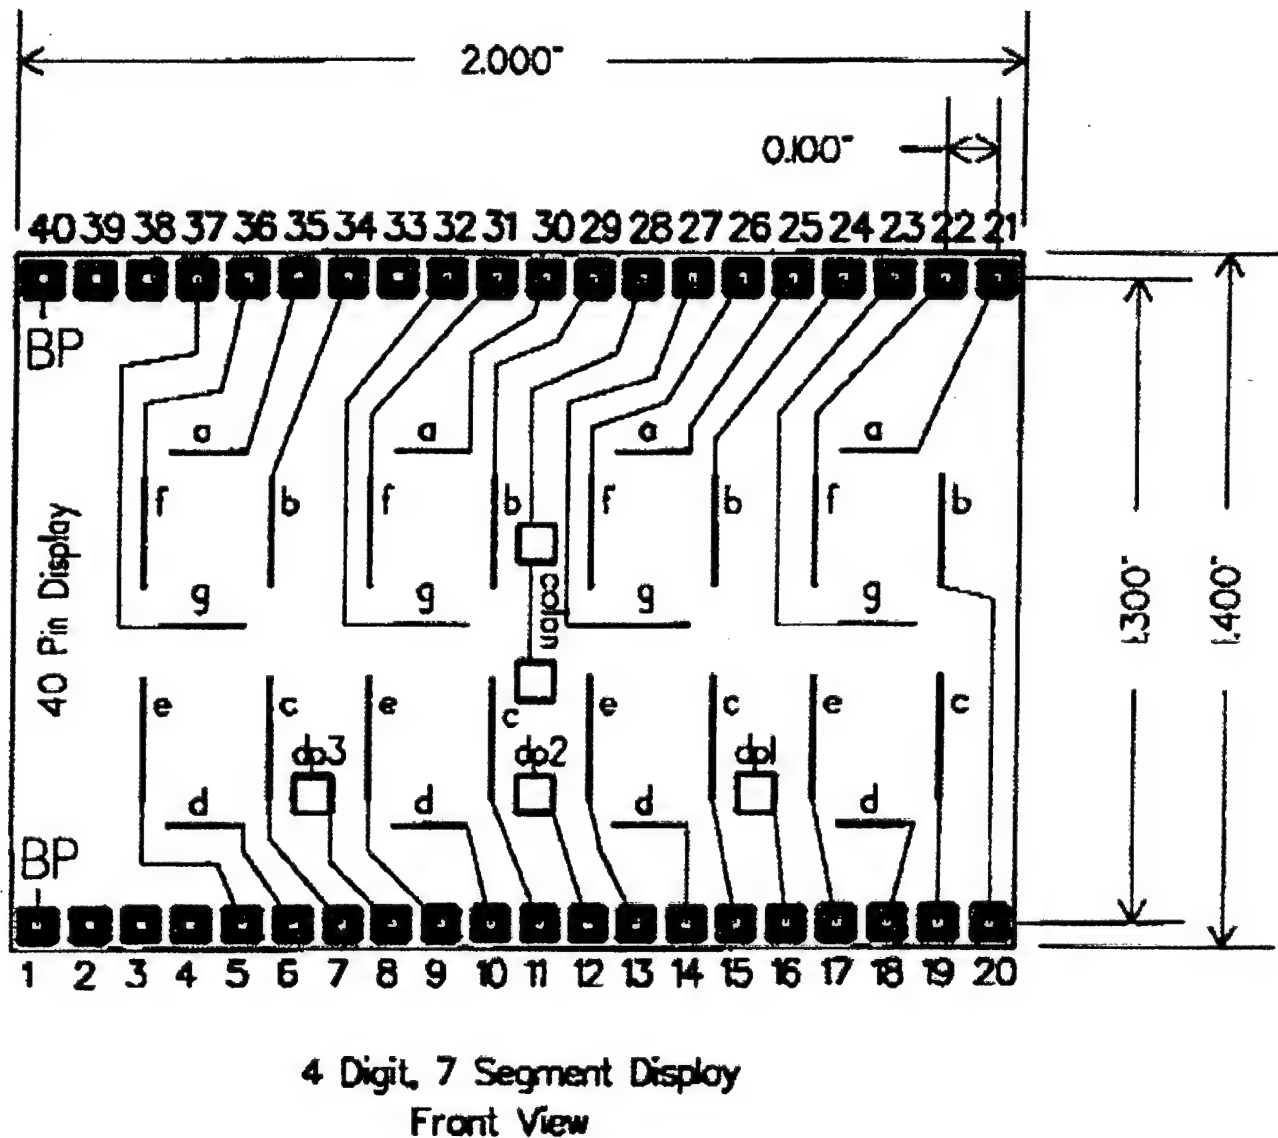 2.000"
0.100"
40 39 38 37 36 35 34 33 32 31 30 29 28 27 26 25 24 23 22 21
BP
a a a a
f b f b f b f b
40 Pin Display
colon
1.300"
1.400"
g g g g
e c e c e c e c
dp3 dp2 dp1
d d d d
BP
1 2 3 4 5 6 7 8 9 10 11 12 13 14 15 16 17 18 19 20
4 Digit, 7 Segment Display
Front View